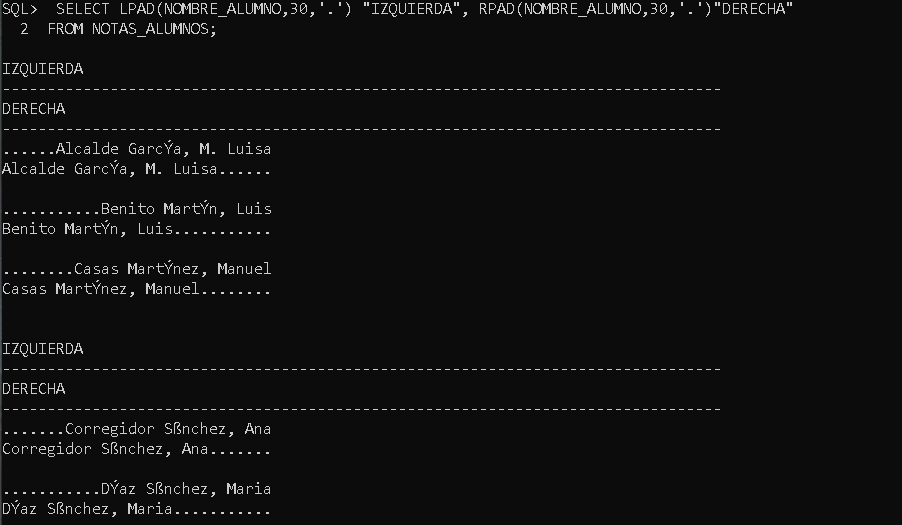 SQL>  SELECT LPAD(NOMBRE_ALUMNO,30,'.') "IZQUIERDA", RPAD(NOMBRE_ALUMNO,30,'.')"DERECHA"
  2  FROM NOTAS_ALUMNOS;
IZQUIERDA
--------------------------------------------------------------------------------
DERECHA
--------------------------------------------------------------------------------
......Alcalde GarcÝa, M. Luisa
Alcalde GarcÝa, M. Luisa......
...........Benito MartÝn, Luis
Benito MartÝn, Luis...........
........Casas MartÝnez, Manuel
Casas MartÝnez, Manuel........
IZQUIERDA
--------------------------------------------------------------------------------
DERECHA
--------------------------------------------------------------------------------
.......Corregidor Sßnchez, Ana
Corregidor Sßnchez, Ana.......
...........DÝaz Sßnchez, Maria
DÝaz Sßnchez, Maria...........